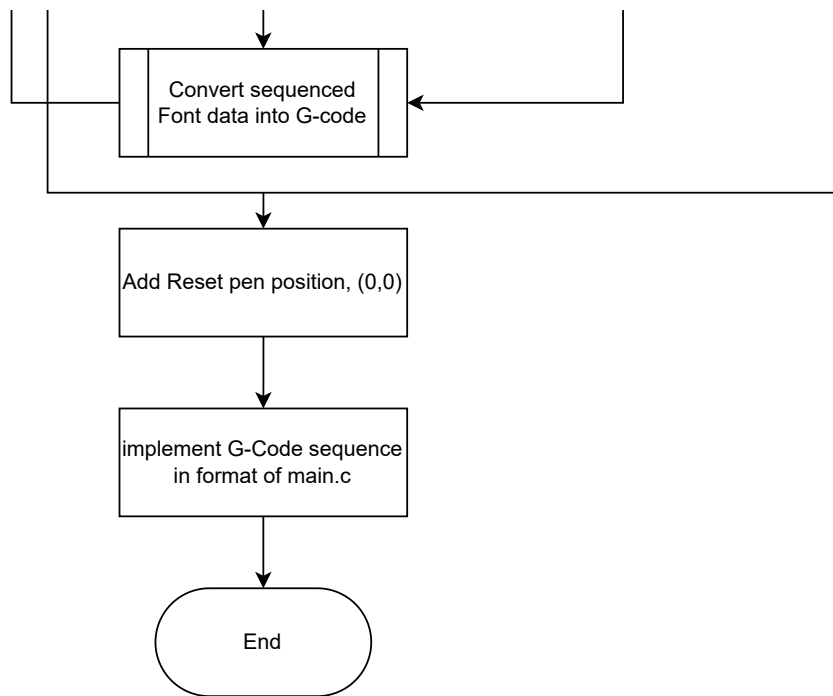 Convert sequenced
Font data into G-code
Add Reset pen position, (0,0)
implement G-Code sequence
in format of main.c
End